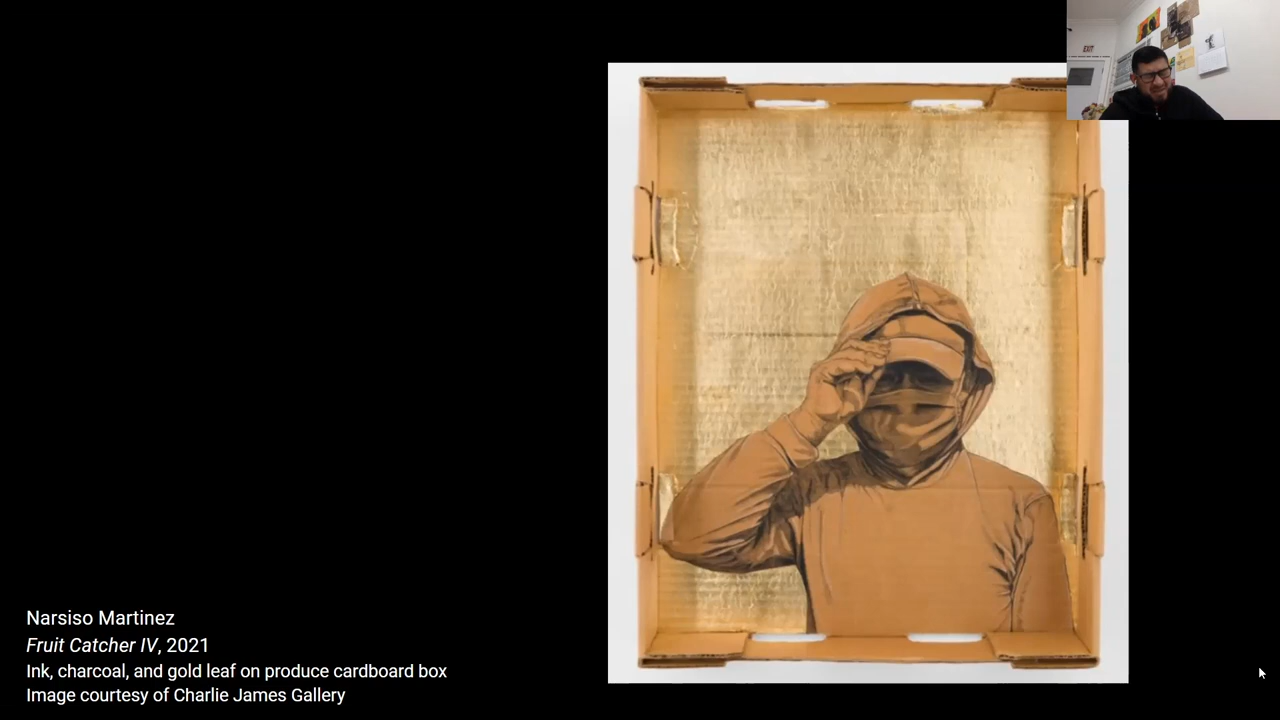 EXIT
Narsiso Martinez
Fruit Catcher IV, 2021
Ink, charcoal, and gold leaf on produce cardboard box
Image courtesy of Charlie James Gallery